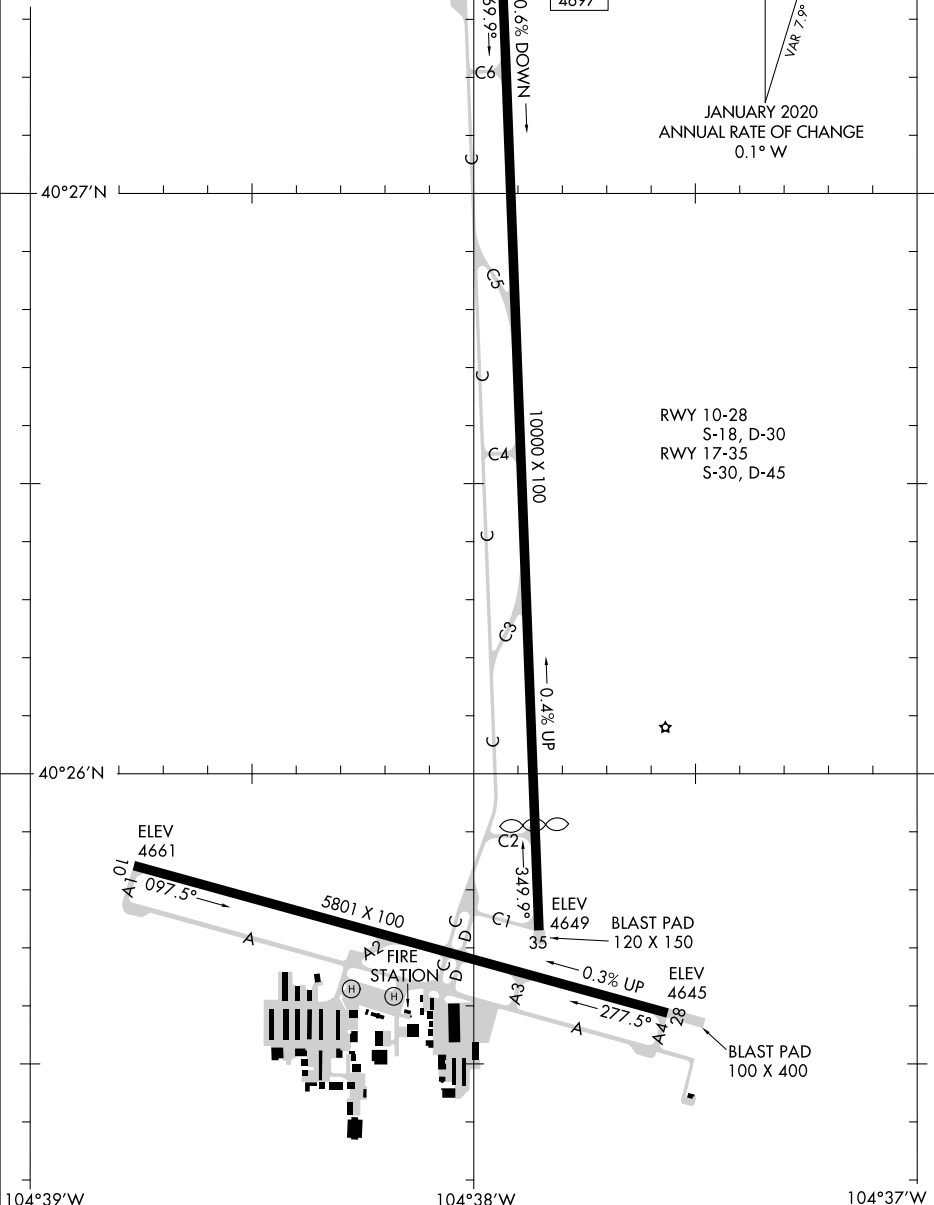 4697
0.6% DOWN
VAR 7.9°
C6
JANUARY 2020
ANNUAL RATE OF CHANGE
0.1° W
C
40°27'N
C5
C
RWY 10-28
S-18, D-30
RWY 17-35
S-30, D-45
10000 X 100
C4
C
C3
0.4% UP
C
40°26'N
ELEV
4661
C2
10
A1
097.5°
349.9°
5801 X 100
ELEV
4649
C1
BLAST PAD
120 X 150
35
C
D
A
A2
FIRE
STATION
C
D
H
H
0.3% UP
ELEV
4645
A3
277.5°
28
A
A4
BLAST PAD
100 X 400
104°39'W
104°38'W
104°37'W